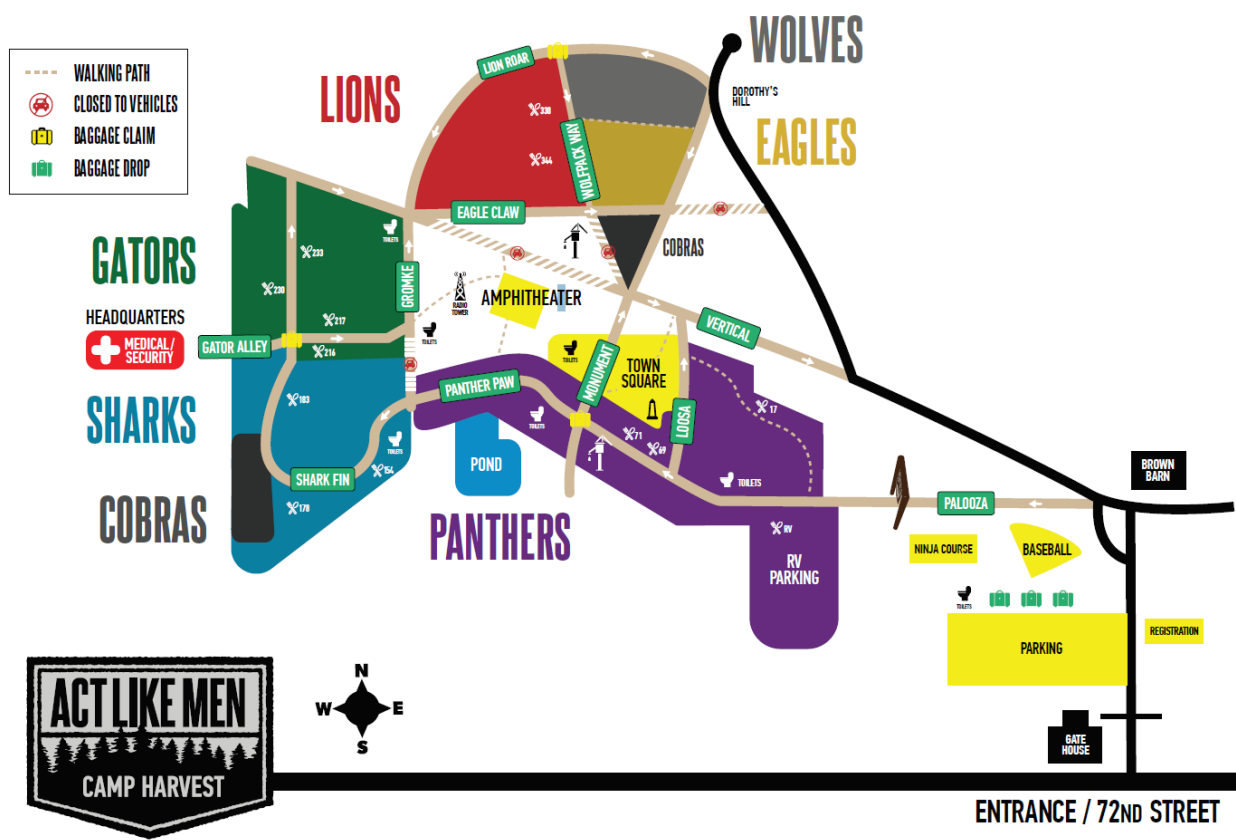 WALKING PATH
CLOSED TO VEHICLES
BAGGAGE CLAIM
BAGGAGE DROP
WOLVES
LION ROAR
LIONS
DOROTHY'S
HILL
EAGLES
338
344
WOLFPACK WAY
EAGLE CLAW
TOILETS
COBRAS
GATORS
233
230
GROMKE
RADIO
TOWER
AMPHITHEATER
HEADQUARTERS
MEDICAL/
SECURITY
GATOR ALLEY
217
216
TOILETS
VERTICAL
TOILETS
MONUMENT
TOWN
SQUARE
PANTHER PAW
LOOSA
17
SHARKS
183
TOILETS
TOILETS
71
69
POND
SHARK FIN
154
178
COBRAS
PANTHERS
TOILETS
RV
RV
PARKING
PALOOZA
BROWN
BARN
NINJA COURSE
BASEBALL
TOILETS
PARKING
REGISTRATION
GATE
HOUSE
ACT LIKE MEN
CAMP HARVEST
N
W E
S
ENTRANCE / 72ND STREET